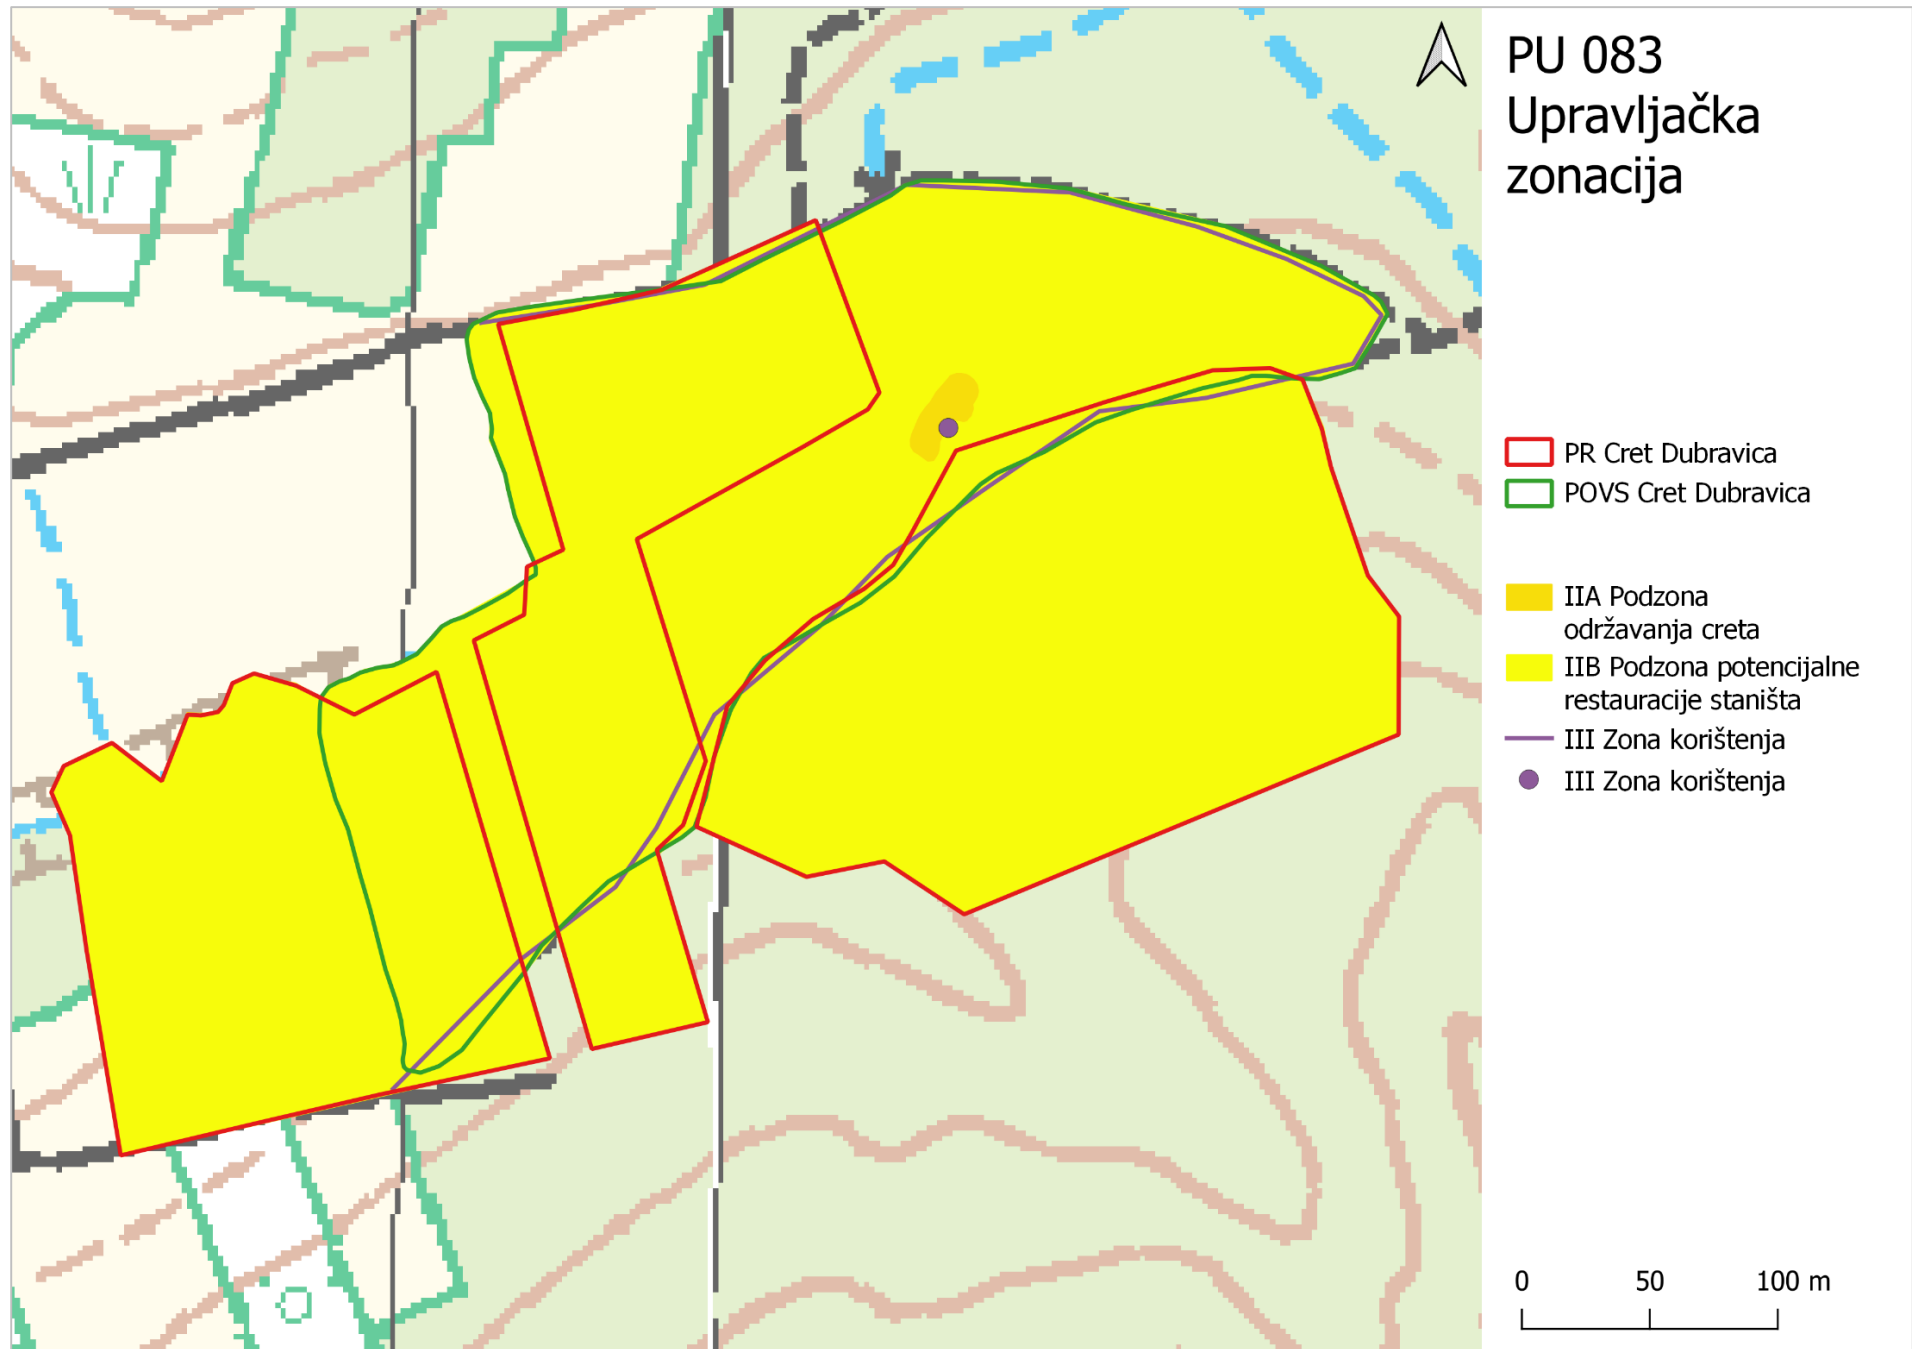 PU 083
Upravljačka
zonacija
PR Cret Dubravica
POVS Cret Dubravica
IIA Podzona
održavanja creta
IIB Podzona potencijalne
restauracije staništa
III Zona korištenja
III Zona korištenja
0 50 100 m